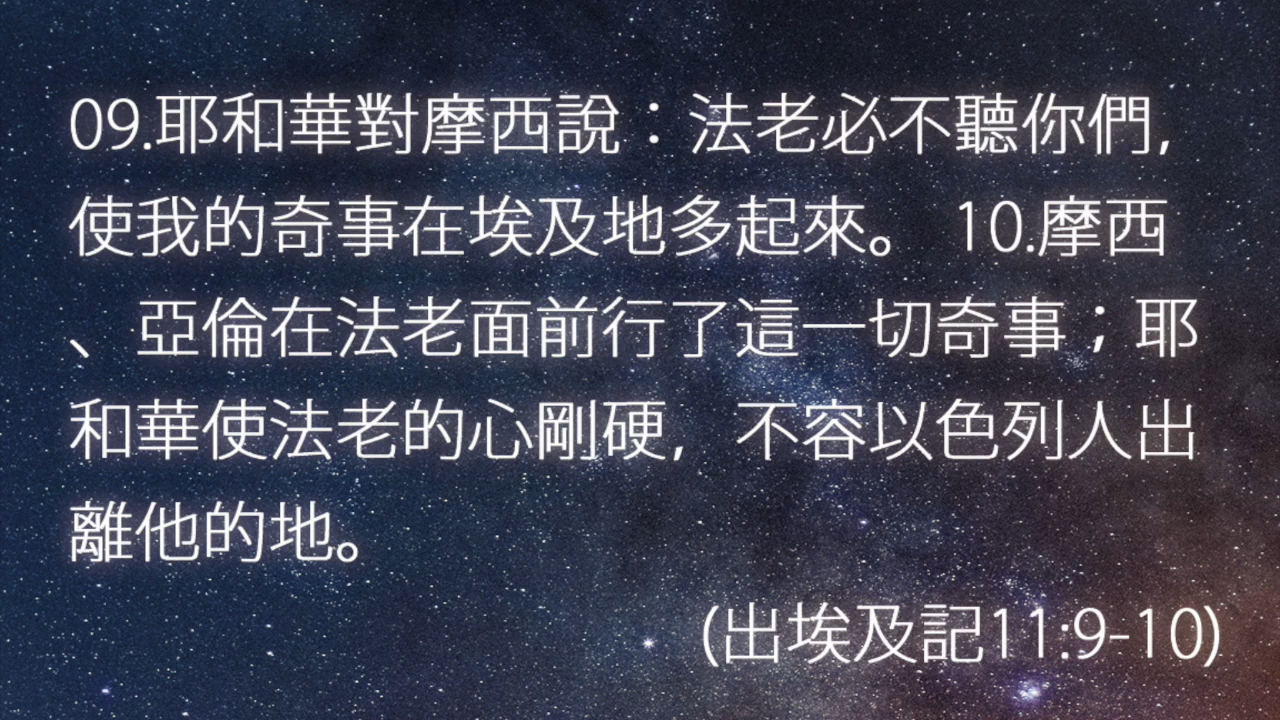 09.耶和華對摩西說：法老必不聽你們,
使我的奇事在埃及地多起來。 10.摩西
、亞倫在法老面前行了這一切奇事；耶
和華使法老的心剛硬, 不容以色列人出
離他的地。
(出埃及記11:9-10)